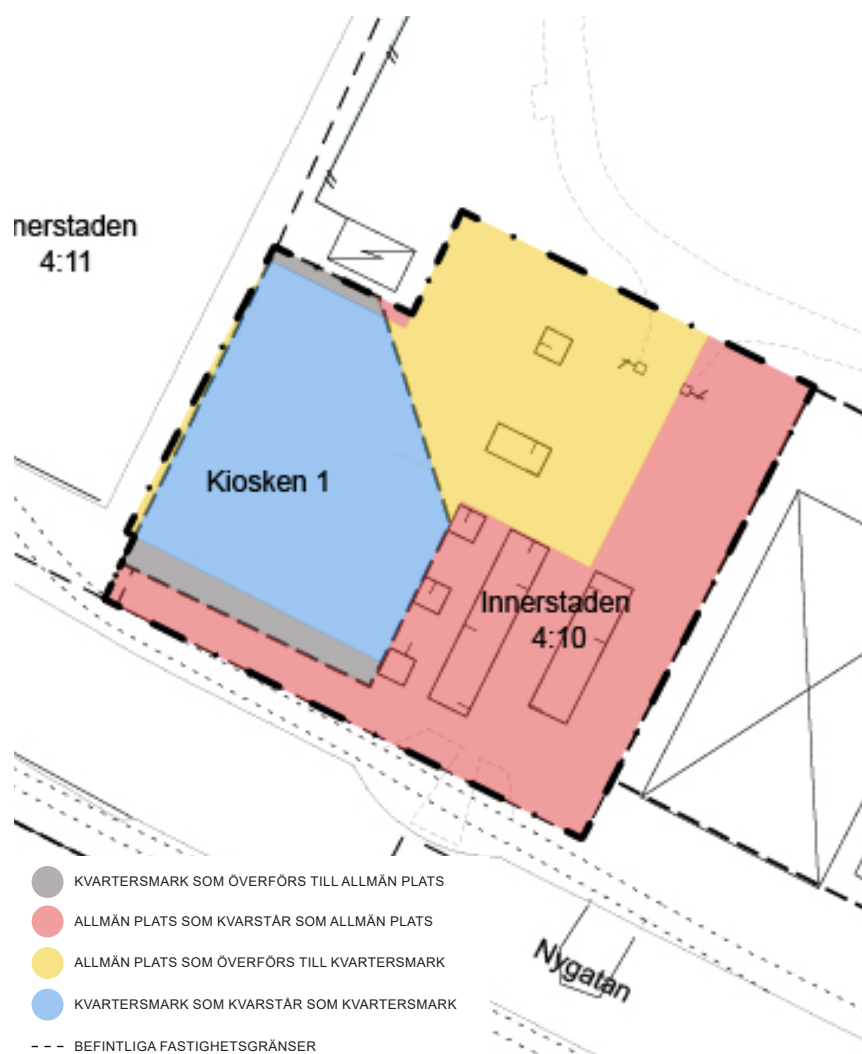 nerstaden
4:11
Kiosken 1
Innerstaden
4:10
Nygatan
KVARTERSMARK SOM ÖVERFÖRS TILL ALLMÄN PLATS
ALLMÄN PLATS SOM KVARSTÅR SOM ALLMÄN PLATS
ALLMÄN PLATS SOM ÖVERFÖRS TILL KVARTERSMARK
KVARTERSMARK SOM KVARSTÅR SOM KVARTERSMARK
BEFINTLIGA FASTIGHETSGRÄNSER